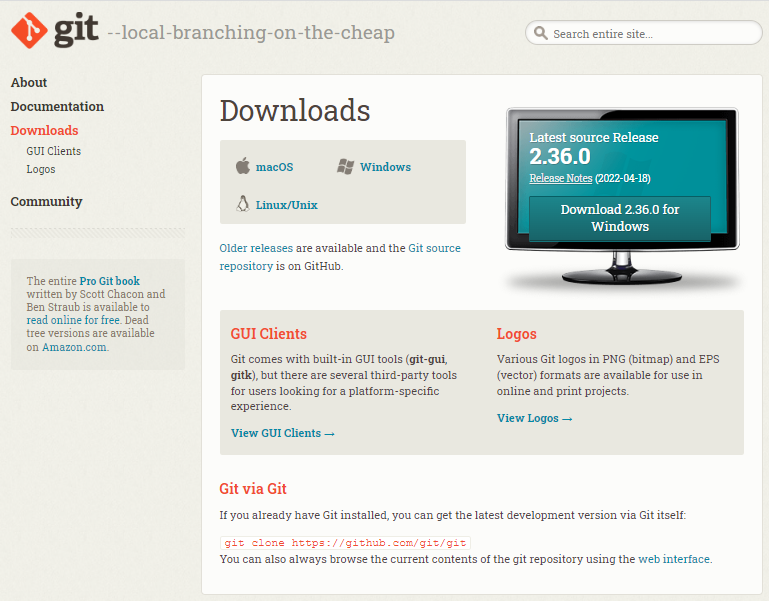 git --local-branching-on-the-cheap
Search entire site...
About
Documentation
Downloads
GUI Clients
Logos
Community
The entire Pro Git book
written by Scott Chacon and
Ben Straub is available to
read online for free. Dead
tree versions are available
on Amazon.com.
Downloads
macOS
Windows
Linux/Unix
Older releases are available and the Git source
repository is on GitHub.
Latest source Release
2.36.0
Release Notes (2022-04-18)
Download 2.36.0 for
Windows
GUI Clients
Git comes with built-in GUI tools (git-gui,
gitk), but there are several third-party tools
for users looking for a platform-specific
experience.
View GUI Clients →
Logos
Various Git logos in PNG (bitmap) and EPS
(vector) formats are available for use in
online and print projects.
View Logos →
Git via Git
If you already have Git installed, you can get the latest development version via Git itself:
git clone https://github.com/git/git
You can also always browse the current contents of the git repository using the web interface.